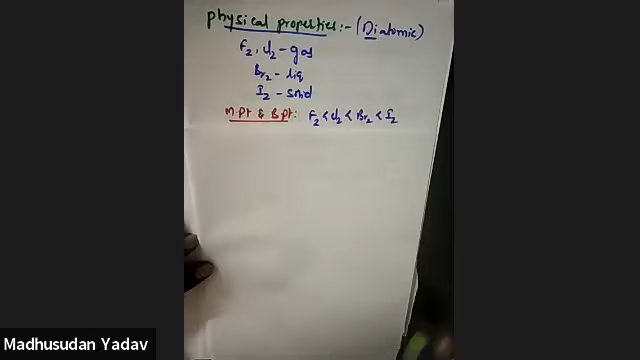 Physical properties:- (Diatomic)
F2, Cl2 - gas
Br2 - liq
I2 - solid
M.Pt & B.pt: F2 < Cl2 < Br2 < I2
Madhusudan Yadav